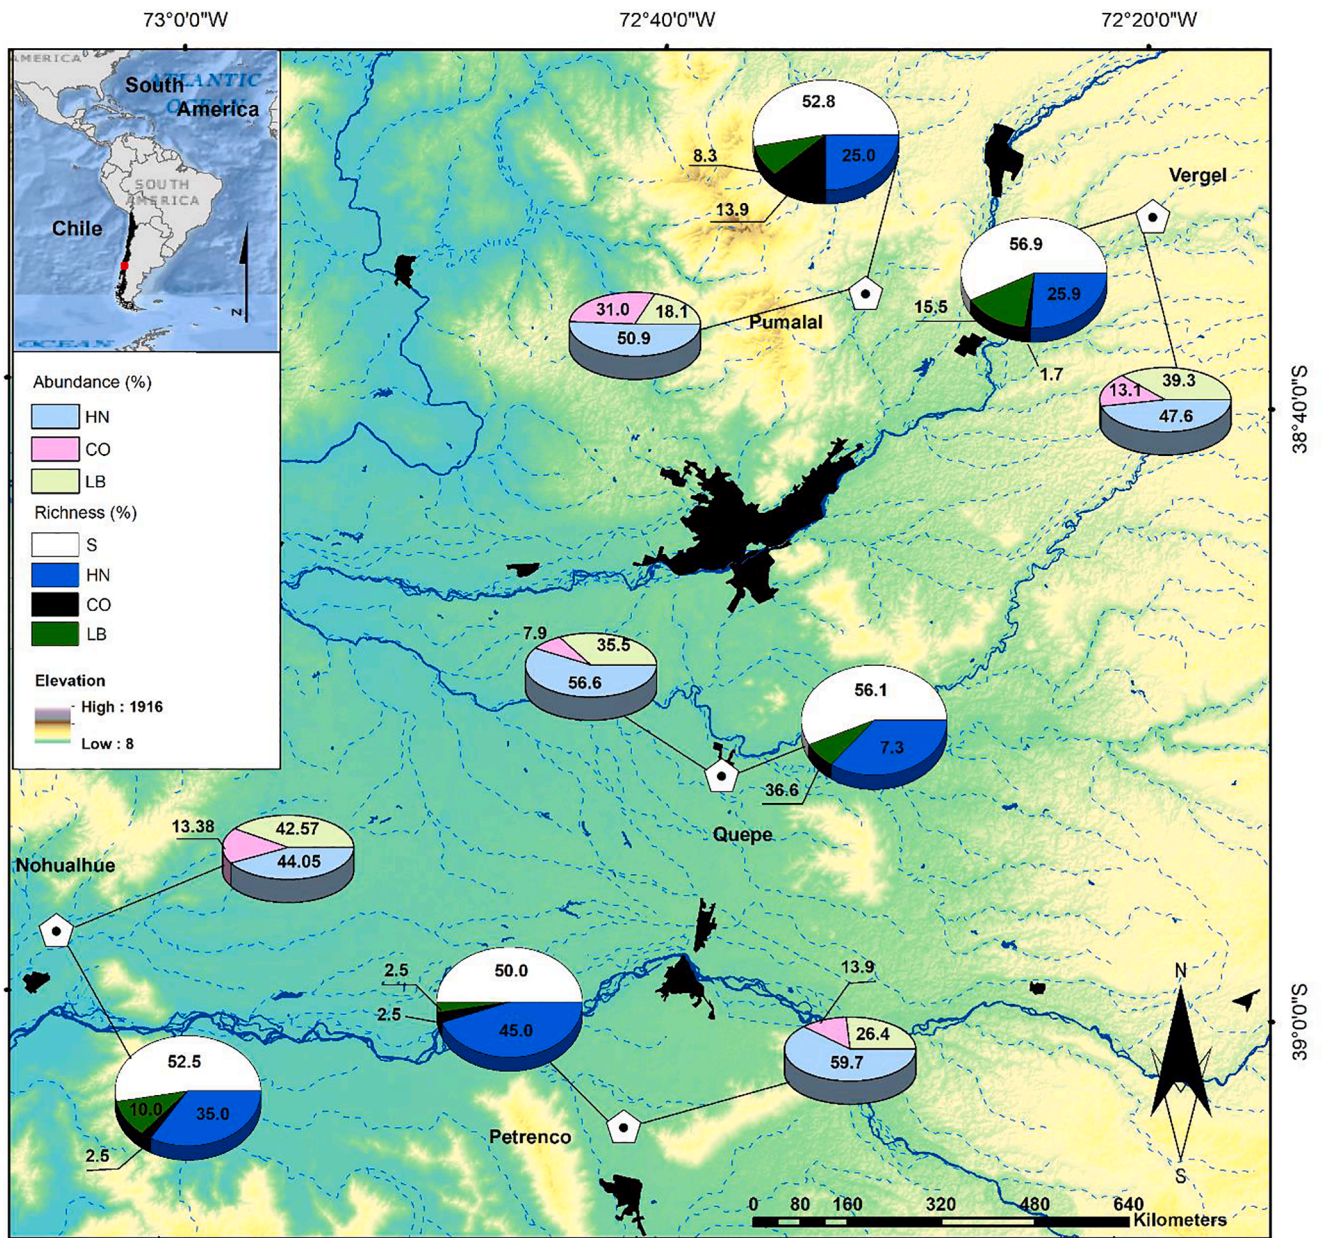 73°0'0"W
72°40'0"W
72°20'0"W
AMERICA
ATLANTIC
OCEAN
South
America
SOUTH
AMERICA
Chile
N
OCEAN
Abundance (%)
HN
CO
LB
Richness (%)
S
HN
CO
LB
Elevation
High : 1916
Low : 8
52.8
8.3
25.0
13.9
Vergel
56.9
25.9
15.5
1.7
31.0
18.1
50.9
Pumalal
39.3
13.1
47.6
38°40'0"S
7.9
35.5
56.6
56.1
7.3
36.6
Quepe
13.38
42.57
44.05
Nohualhue
50.0
2.5
2.5
45.0
13.9
26.4
59.7
39°0'0"S
52.5
10.0
35.0
2.5
Petrenco
N
S
0 80 160 320 480 640
Kilometers